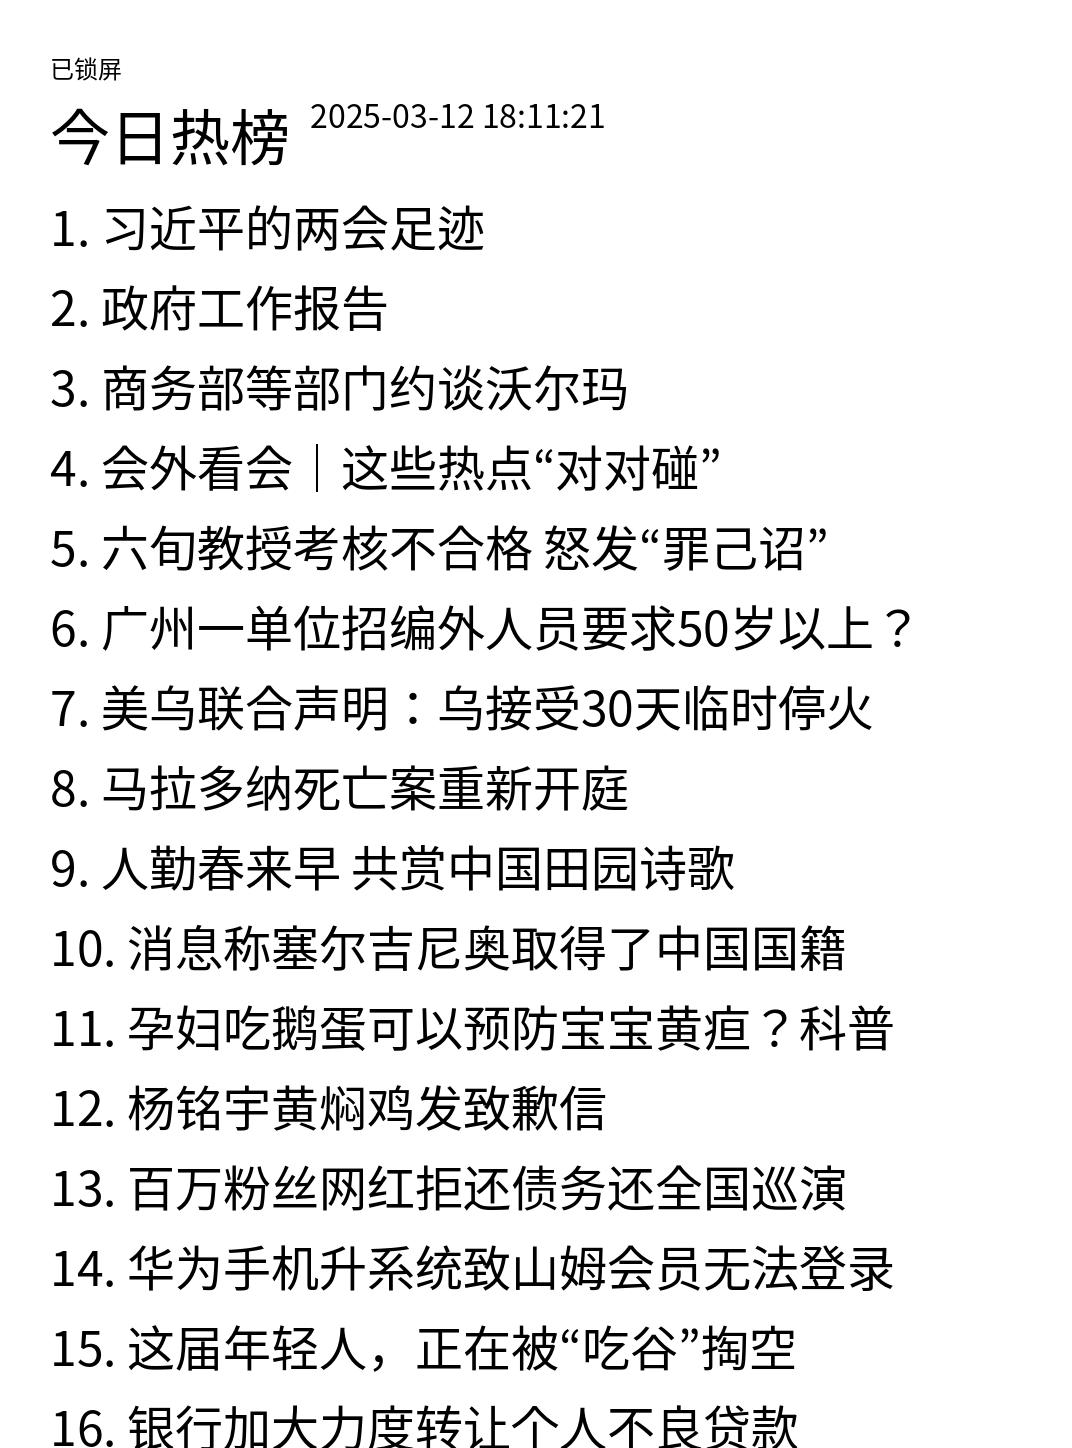 已锁屏
今日热榜 2025-03-12 18:11:21
1. 习近平的两会足迹
2. 政府工作报告
3. 商务部等部门约谈沃尔玛
4. 会外看会｜这些热点“对对碰”
5. 六旬教授考核不合格 怒发“罪己诏”
6. 广州一单位招编外人员要求50岁以上？
7. 美乌联合声明：乌接受30天临时停火
8. 马拉多纳死亡案重新开庭
9. 人勤春来早 共赏中国田园诗歌
10. 消息称塞尔吉尼奥取得了中国国籍
11. 孕妇吃鹅蛋可以预防宝宝黄疸？科普
12. 杨铭宇黄焖鸡发致歉信
13. 百万粉丝网红拒还债务还全国巡演
14. 华为手机升系统致山姆会员无法登录
15. 这届年轻人，正在被“吃谷”掏空
16. 银行加大力度转让个人不良贷款